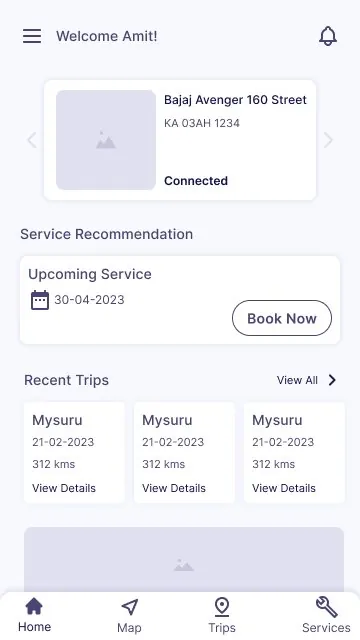 Welcome Amit!
Bajaj Avenger 160 Street
KA 03AH 1234
Connected
Service Recommendation
Upcoming Service
30-04-2023
Book Now
Recent Trips
View All
Mysuru
21-02-2023
312 kms
View Details
Mysuru
21-02-2023
312 kms
View Details
Mysuru
21-02-2023
312 kms
View Details
Home
Map
Trips
Services